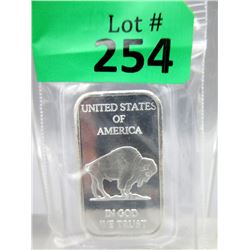 Lot #
254
UNITED STATES
OF
AMERICA
IN GOD
WE TRUST